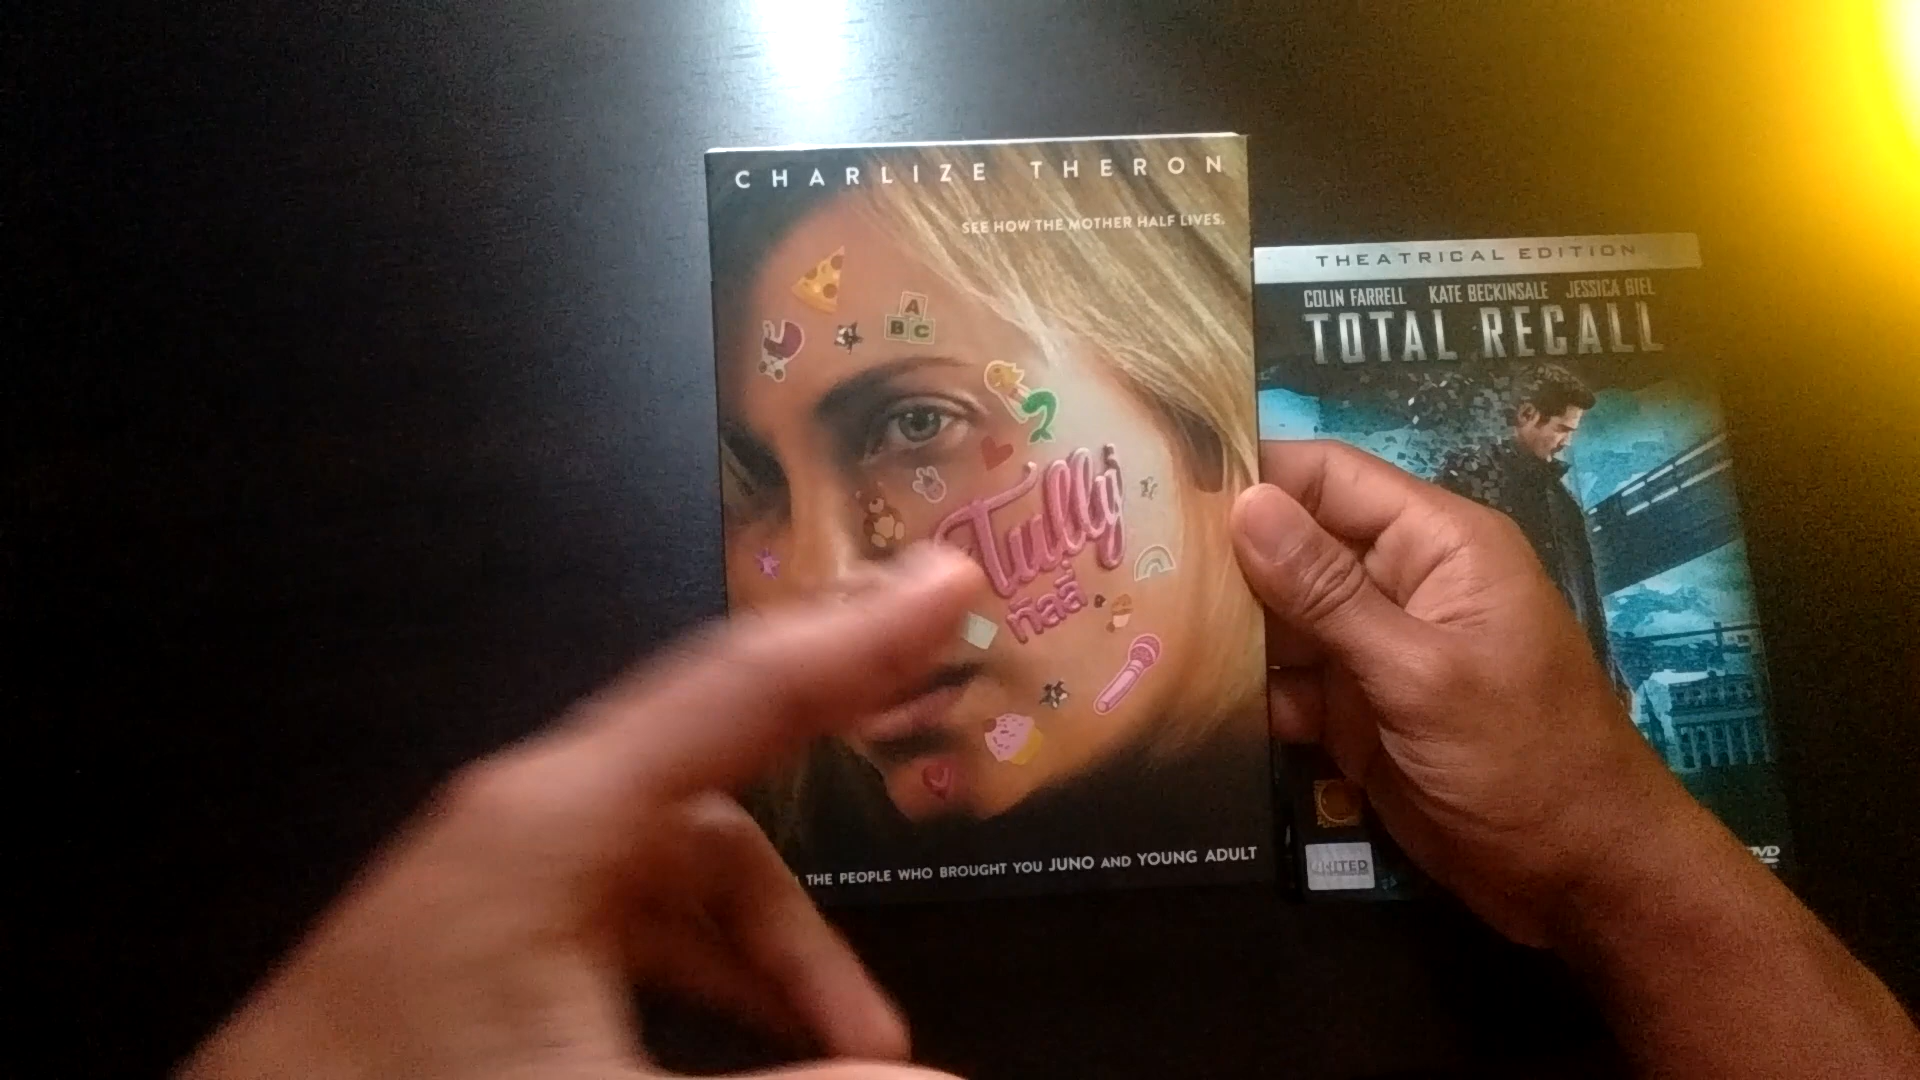 CHARLIZE THERON
SEE HOW THE MOTHER HALF LIVES.
A
B C
Tully
ทัลลี่
THE PEOPLE WHO BROUGHT YOU JUNO AND YOUNG ADULT
THEATRICAL EDITION
COLIN FARRELL KATE BECKINSALE JESSICA BIEL
TOTAL RECALL
UNITED
DVD